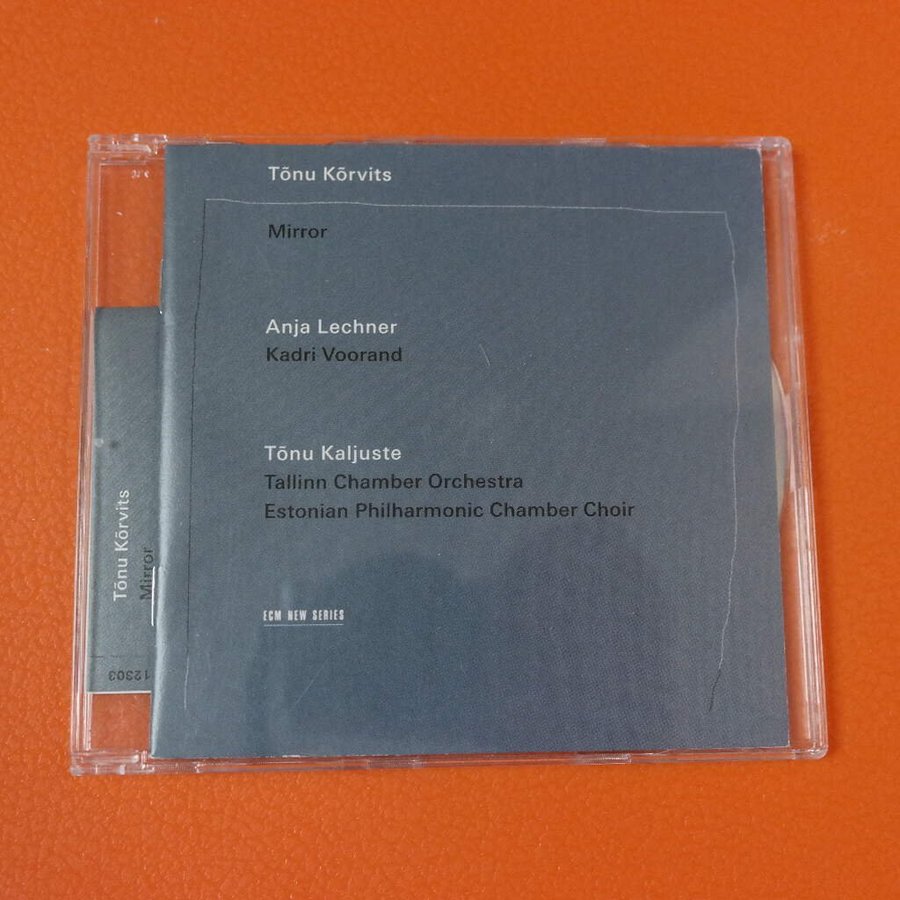 Tõnu Kõrvits
Mirror
Anja Lechner
Kadri Voorand
Tõnu Kaljuste
Tallinn Chamber Orchestra
Estonian Philharmonic Chamber Choir
ECM NEW SERIES
Tõnu Kõrvits
Mirror
12303